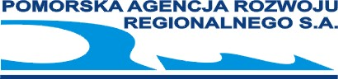 POMORSKA AGENCJA ROZWOJU
REGIONALNEGO S.A.